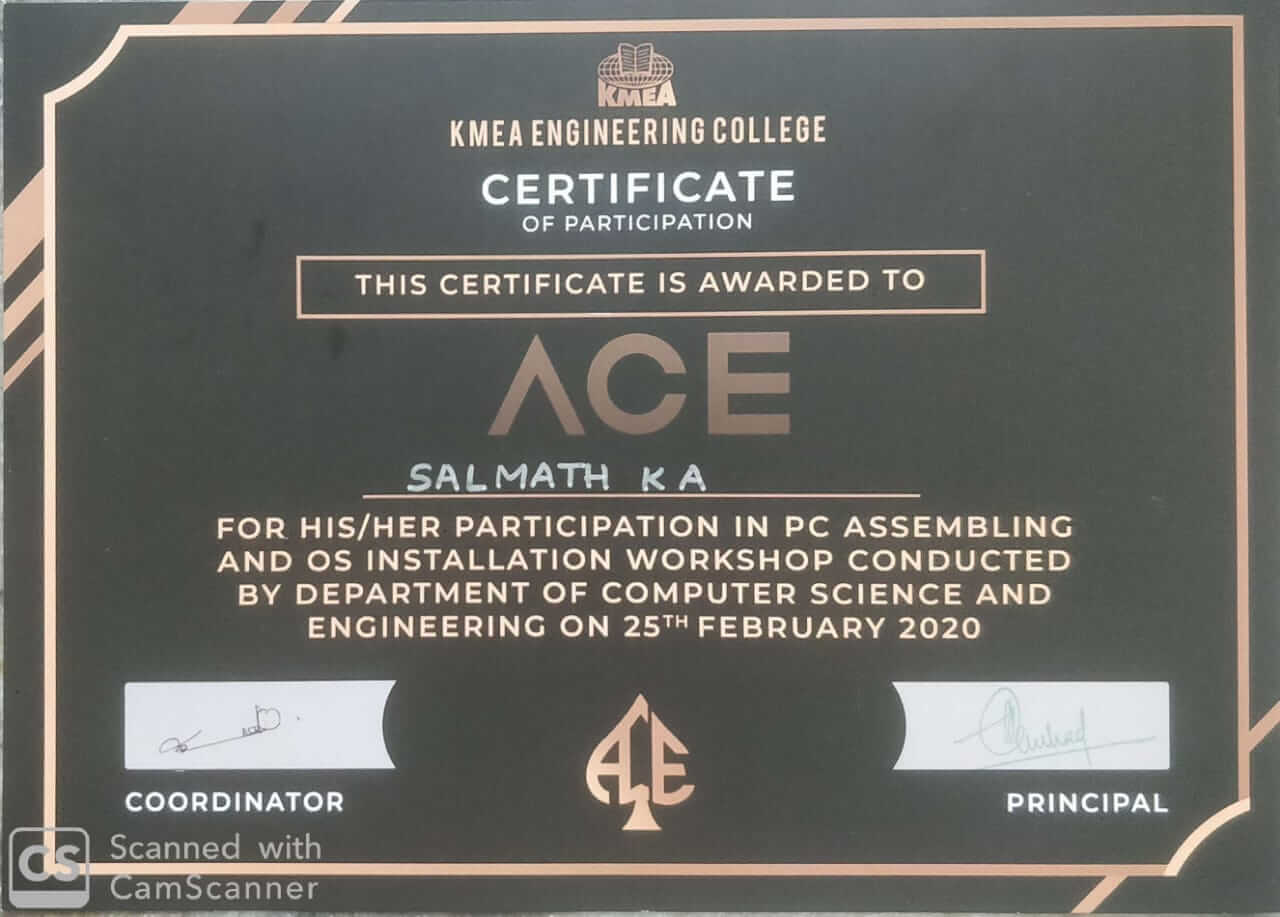 KMEA
KMEA ENGINEERING COLLEGE
CERTIFICATE
OF PARTICIPATION
THIS CERTIFICATE IS AWARDED TO
ACE
SALMATH K A
FOR HIS/HER PARTICIPATION IN PC ASSEMBLING
AND OS INSTALLATION WORKSHOP CONDUCTED
BY DEPARTMENT OF COMPUTER SCIENCE AND
ENGINEERING ON 25TH FEBRUARY 2020
ACE
COORDINATOR
PRINCIPAL
CS
Scanned with
CamScanner